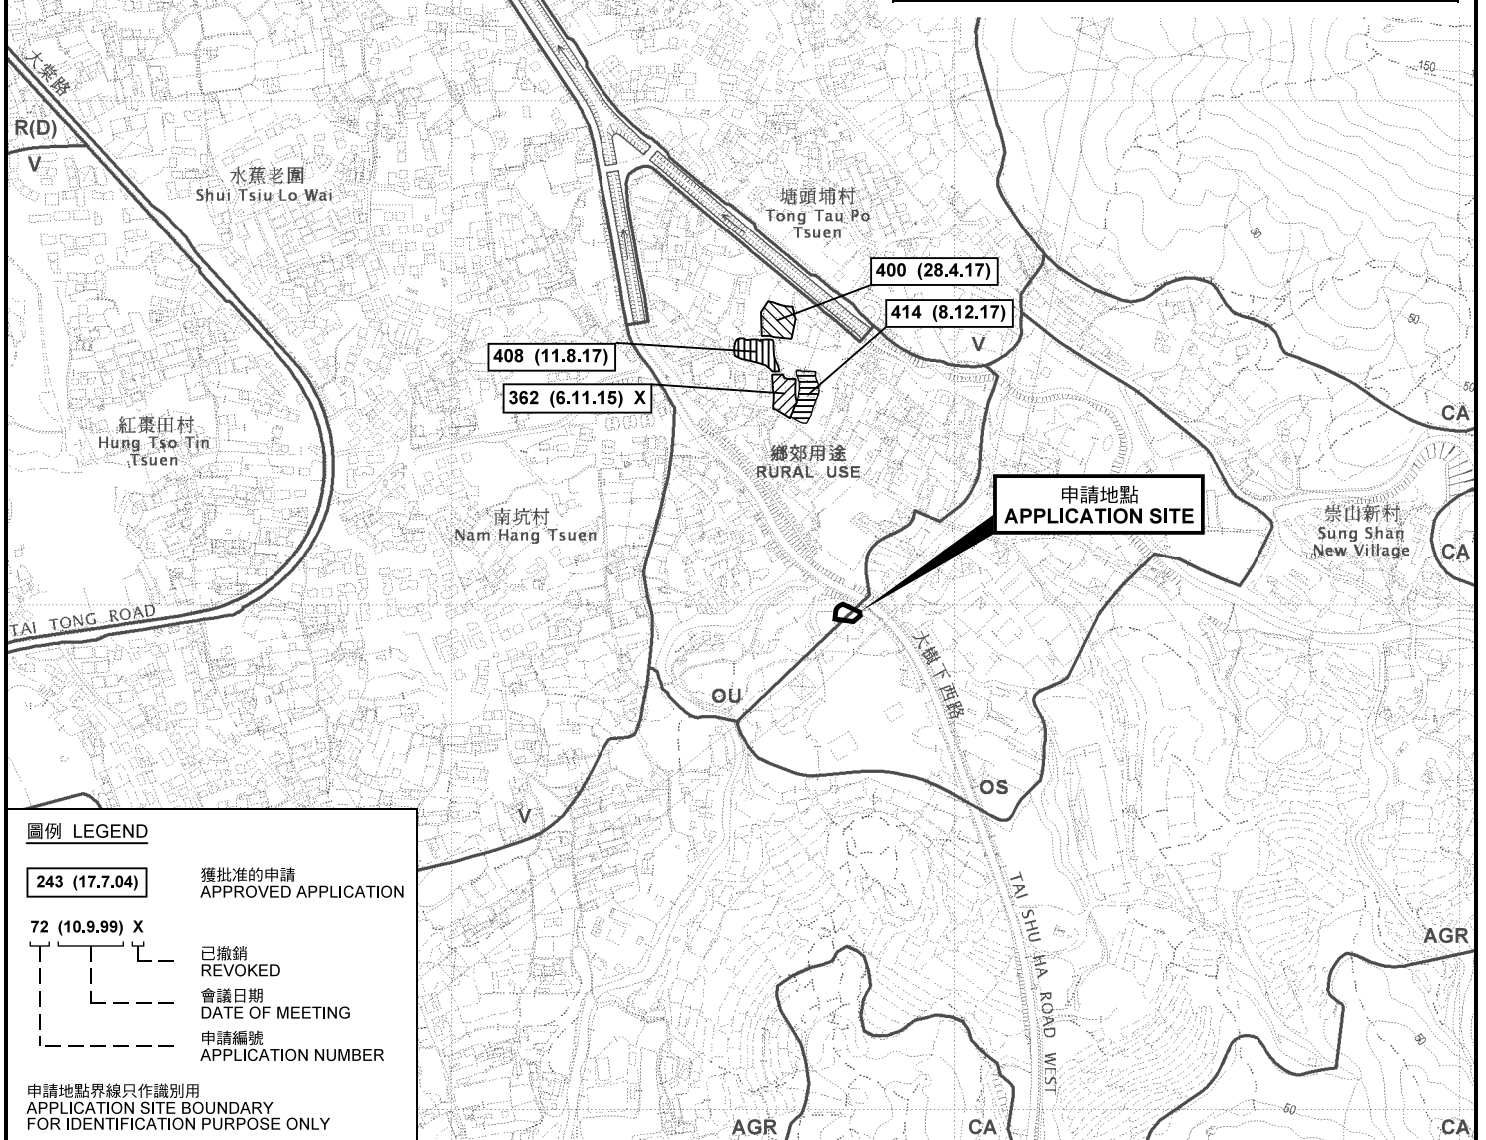 大棠路
R(D)
V
水蕉老圍
Shui Tsiu Lo Wai
塘頭埔村
Tong Tau Po
Tsuen
150
50
400 (28.4.17)
414 (8.12.17)
50
V
408 (11.8.17)
362 (6.11.15) X
50
CA
紅棗田村
Hung Tso Tin
Tsuen
鄉郊用途
RURAL USE
申請地點
APPLICATION SITE
南坑村
Nam Hang Tsuen
崇山新村
Sung Shan
New Village
CA
TAI TONG ROAD
大樹下西路
OU
OS
V
TAI SHU HA ROAD WEST
AGR
50
50
AGR
CA
CA
圖例 LEGEND
243 (17.7.04)
獲批准的申請
APPROVED APPLICATION
72 (10.9.99) X
已撤銷
REVOKED
會議日期
DATE OF MEETING
申請編號
APPLICATION NUMBER
申請地點界線只作識別用
APPLICATION SITE BOUNDARY
FOR IDENTIFICATION PURPOSE ONLY